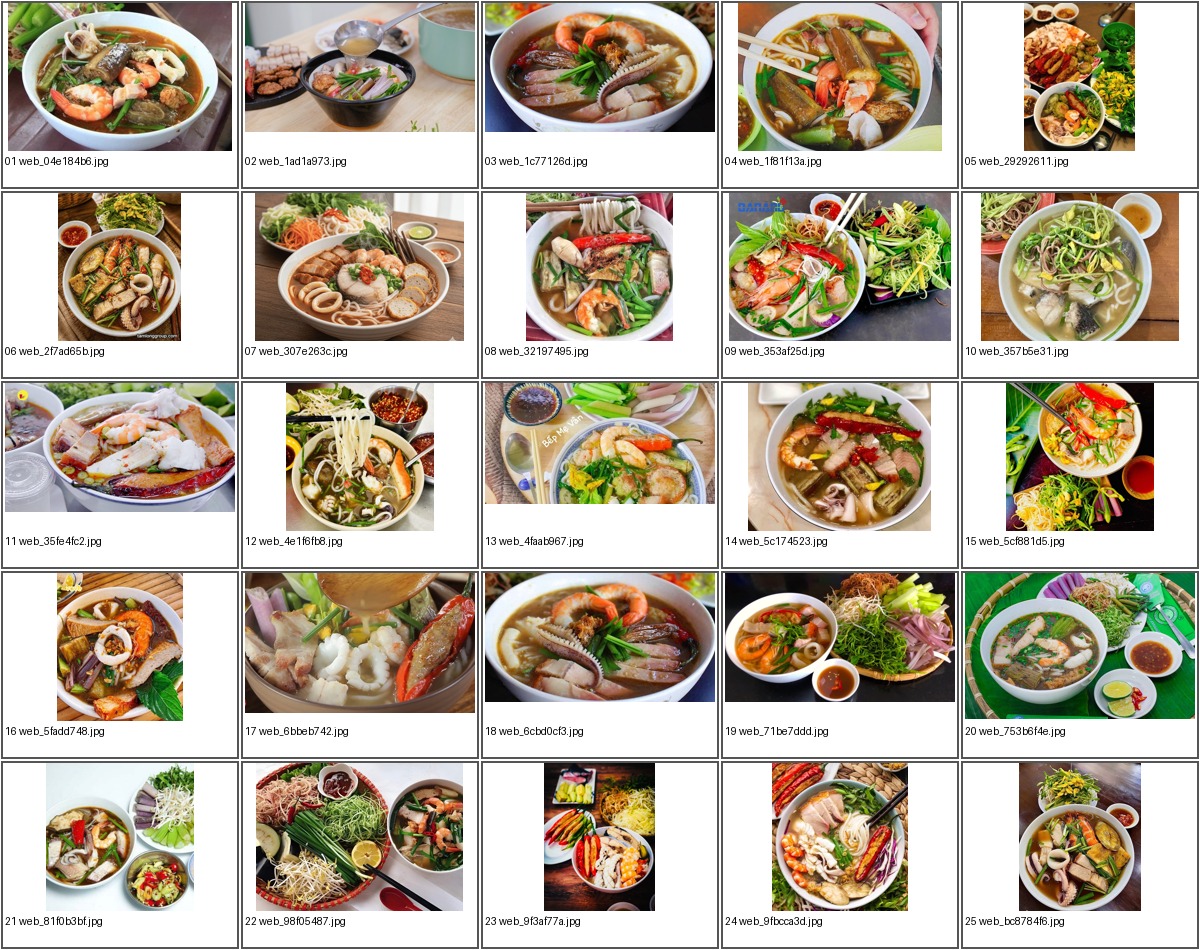 01 web_04e184b6.jpg
02 web_1ad1a973.jpg
03 web_1c77126d.jpg
04 web_1f81f13a.jpg
05 web_29292611.jpg
06 web_2f7ad65b.jpg
07 web_307e263c.jpg
08 web_32197495.jpg
09 web_353af25d.jpg
10 web_357b5e31.jpg
11 web_35fe4fc2.jpg
12 web_4e1f6fb8.jpg
Bếp Mẹ Vân
13 web_4faab967.jpg
14 web_5c174523.jpg
15 web_5cf881d5.jpg
16 web_5fadd748.jpg
17 web_6bbeb742.jpg
18 web_6cbd0cf3.jpg
19 web_71be7ddd.jpg
20 web_753b6f4e.jpg
21 web_81f0b3bf.jpg
22 web_98f05487.jpg
23 web_9f3af77a.jpg
24 web_9fbcca3d.jpg
25 web_bc8784f6.jpg